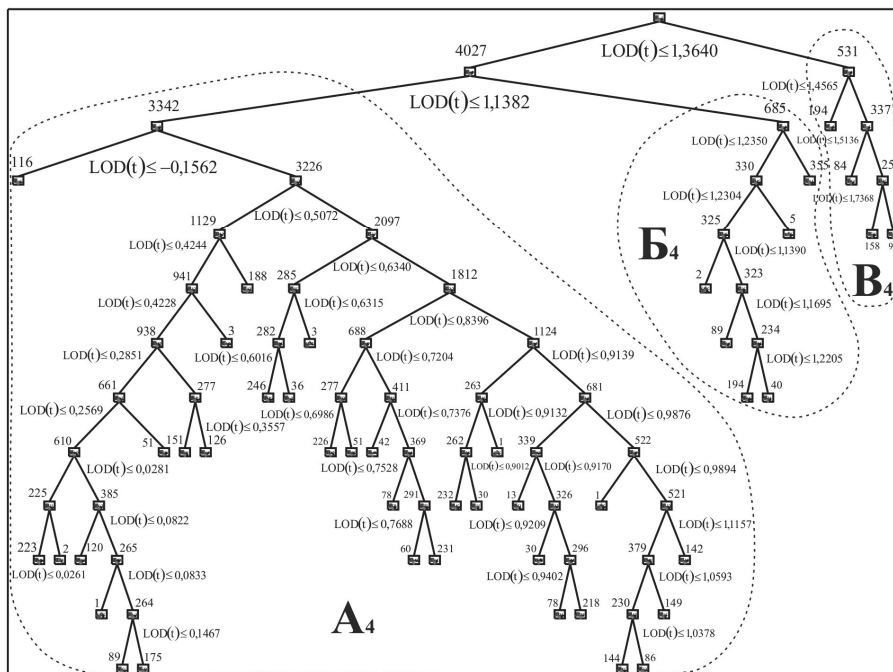 4027 LOD(t) ≤ 1,3640 531
3342 LOD(t) ≤ 1,1382 685 LOD(t) ≤ 1,4565
194 337
116 LOD(t) ≤ −0,1562 3226 LOD(t) ≤ 1,2350 LOD(t) ≤ 1,5136
330 355 84
1129 LOD(t) ≤ 0,5072 2097 LOD(t) ≤ 1,2304 LOD(t) ≤ 1,7368
LOD(t) ≤ 0,4244 325 5 158
941 188 285 LOD(t) ≤ 0,6340 1812 Б4 LOD(t) ≤ 1,1390 В4
2 323
LOD(t) ≤ 0,4228 LOD(t) ≤ 0,6315 LOD(t) ≤ 0,8396 LOD(t) ≤ 1,1695
938 3 282 3 688 1124 89 234
LOD(t) ≤ 0,2851 LOD(t) ≤ 0,6016 LOD(t) ≤ 0,7204 LOD(t) ≤ 0,9139 LOD(t) ≤ 1,2205
661 277 246 36 277 411 263 681 194 40
LOD(t) ≤ 0,2569 LOD(t) ≤ 0,3557 LOD(t) ≤ 0,6986 LOD(t) ≤ 0,7376 LOD(t) ≤ 0,9132 LOD(t) ≤ 0,9876
610 51 151 126 226 51 42 369 262 1 339 522
LOD(t) ≤ 0,0281 LOD(t) ≤ 0,7528 LOD(t) ≤ 0,9012 LOD(t) ≤ 0,9170 LOD(t) ≤ 0,9894
225 385 78 291 232 30 13 326 1 521
LOD(t) ≤ 0,0822 LOD(t) ≤ 0,7688 LOD(t) ≤ 0,9209 LOD(t) ≤ 1,1157
223 2 120 265 60 231 30 296 379 142
LOD(t) ≤ 0,0261 LOD(t) ≤ 0,0833 LOD(t) ≤ 0,9402 LOD(t) ≤ 1,0593
1 264 78 218 230 149
LOD(t) ≤ 0,1467 А4 LOD(t) ≤ 1,0378
89 175 144 86